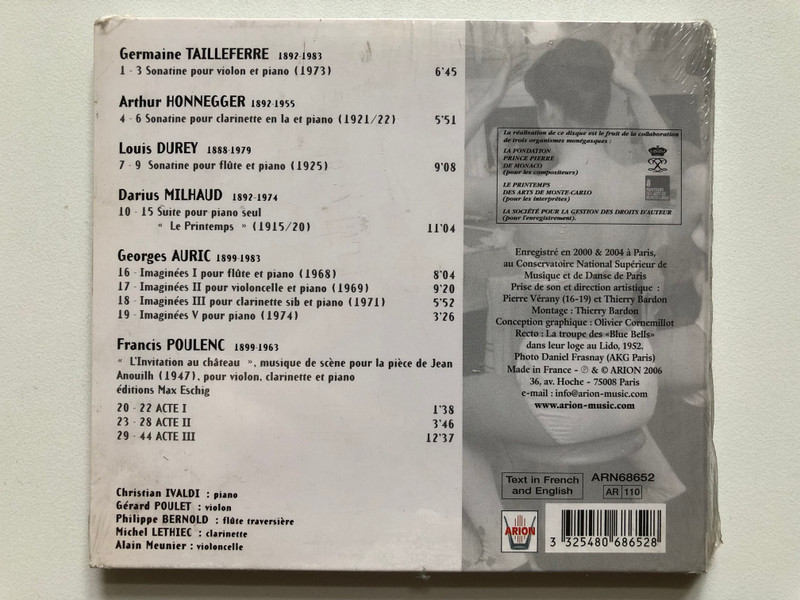 Germaine TAILLEFERRE 1892-1983
1 - 3 Sonatine pour violon et piano (1973) 6'45
Arthur HONNEGGER 1892-1955
4 - 6 Sonatine pour clarinette en la et piano (1921/22) 5'51
Louis DUREY 1888-1979
7 - 9 Sonatine pour flûte et piano (1925) 9'08
Darius MILHAUD 1892-1974
10 - 15 Suite pour piano seul
« Le Printemps » (1915/20) 11'04
Georges AURIC 1899-1983
16 - Imaginées I pour flûte et piano (1968) 8'04
17 - Imaginées II pour violoncelle et piano (1969) 9'20
18 - Imaginées III pour clarinette sib et piano (1971) 5'52
19 - Imaginées V pour piano (1974) 3'26
Francis POULENC 1899-1963
« L'Invitation au château », musique de scène pour la pièce de Jean
Anouilh (1947), pour violon, clarinette et piano
éditions Max Eschig
20 - 22 ACTE I 1'38
23 - 28 ACTE II 3'46
29 - 44 ACTE III 12'37
Christian IVALDI : piano
Gérard POULET : violon
Philippe BERNOLD : flûte traversière
Michel LETHIEC : clarinette
Alain Meunier : violoncelle
La réalisation de ce disque est le fruit de la collaboration
de trois organismes monégasques :
LA FONDATION
PRINCE PIERRE
DE MONACO
(pour les compositeurs)
LE PRINTEMPS
DES ARTS DE MONTE-CARLO
(pour les interprètes)
LA SOCIÉTÉ POUR LA GESTION DES DROITS D'AUTEUR
(pour l'enregistrement).
Enregistré en 2000 & 2004 à Paris,
au Conservatoire National Supérieur de
Musique et de Danse de Paris
Prise de son et direction artistique :
Pierre Vérany (16-19) et Thierry Bardon
Montage : Thierry Bardon
Conception graphique : Olivier Cornemillot
Recto : La troupe des «Blue Bells»
dans leur loge au Lido, 1952.
Photo Daniel Frasnay (AKG Paris)
Made in France - ℗ & © ARION 2006
36, av. Hoche - 75008 Paris
e-mail : info@arion-music.com
www.arion-music.com
Text in French
and English
ARN68652
AR 110
ARION
3 325480 686528